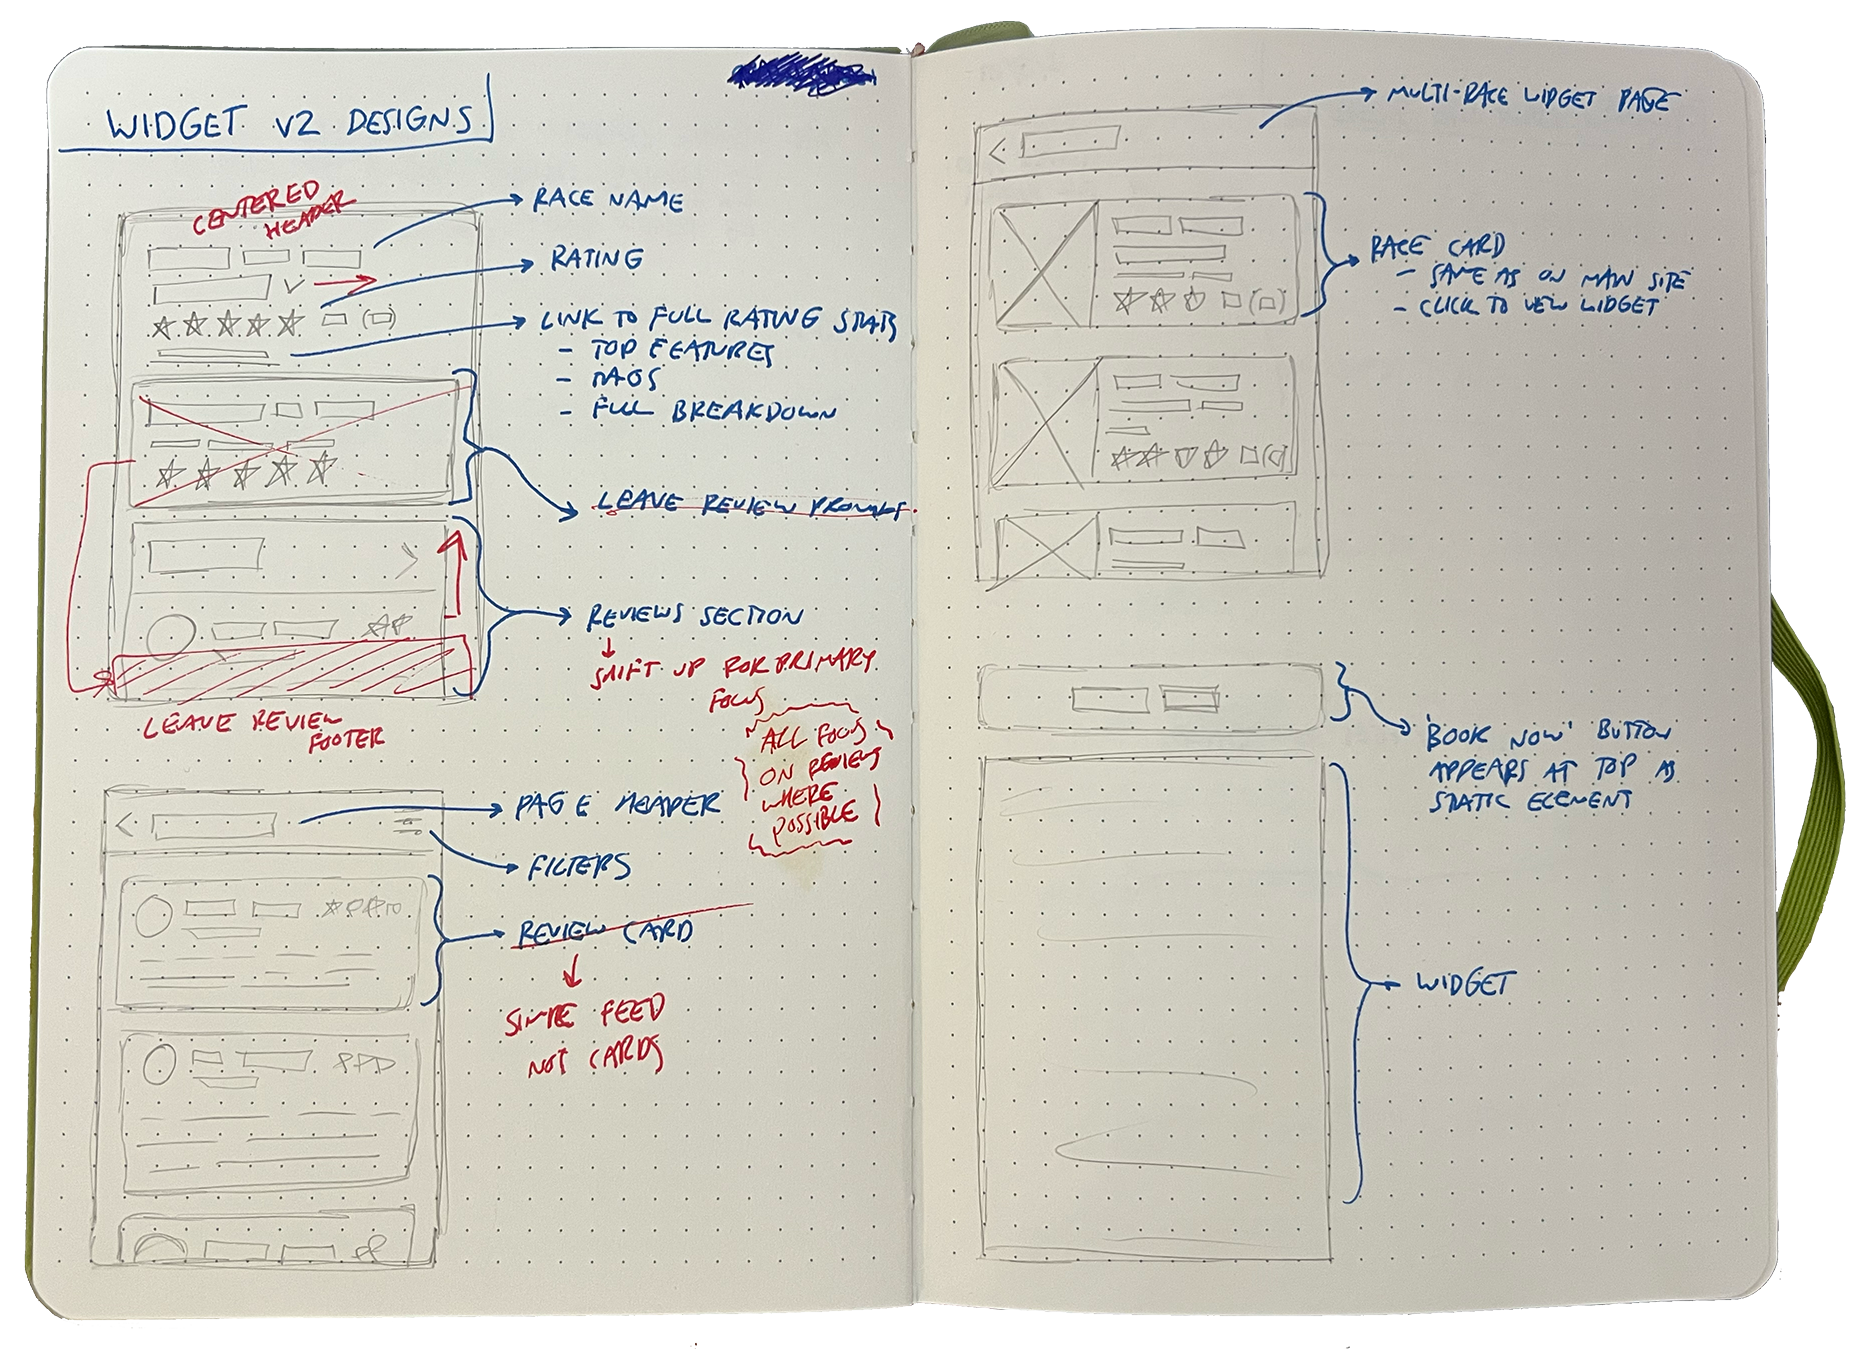 WIDGET V2 DESIGNS
CENTERED
HEADER
RACE NAME
RATING
LINK TO FULL RATING STATS
- TOP FEATURES
- FULL BREAKDOWN
LEAVE REVIEW PROMPT
REVIEWS SECTION
SHIFT UP FOR PRIMARY
FOCUS
LEAVE REVIEW
FOOTER
ALL FOCUS
ON REVIEWS
WHERE
POSSIBLE
PAGE HEADER
FILTERS
REVIEW CARD
SIMPLE FEED
NOT CARDS
MULTI-RACE WIDGET PAGE
RACE CARD
- SAME AS ON MAIN SITE
- CLICK TO VIEW WIDGET
'BOOK NOW' BUTTON
APPEARS AT TOP AS
STATIC ELEMENT
WIDGET